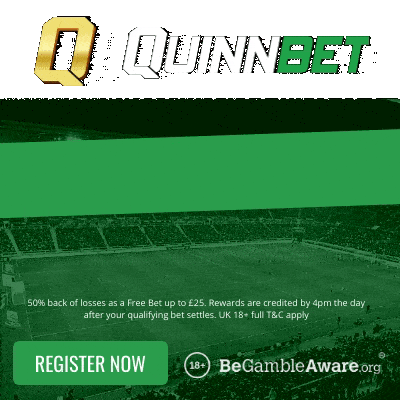 Q QUINNBET
50% back of losses as a Free Bet up to £25. Rewards are credited by 4pm the day
after your qualifying bet settles. UK 18+ full T&C apply
REGISTER NOW
18+ BeGambleAware.org®